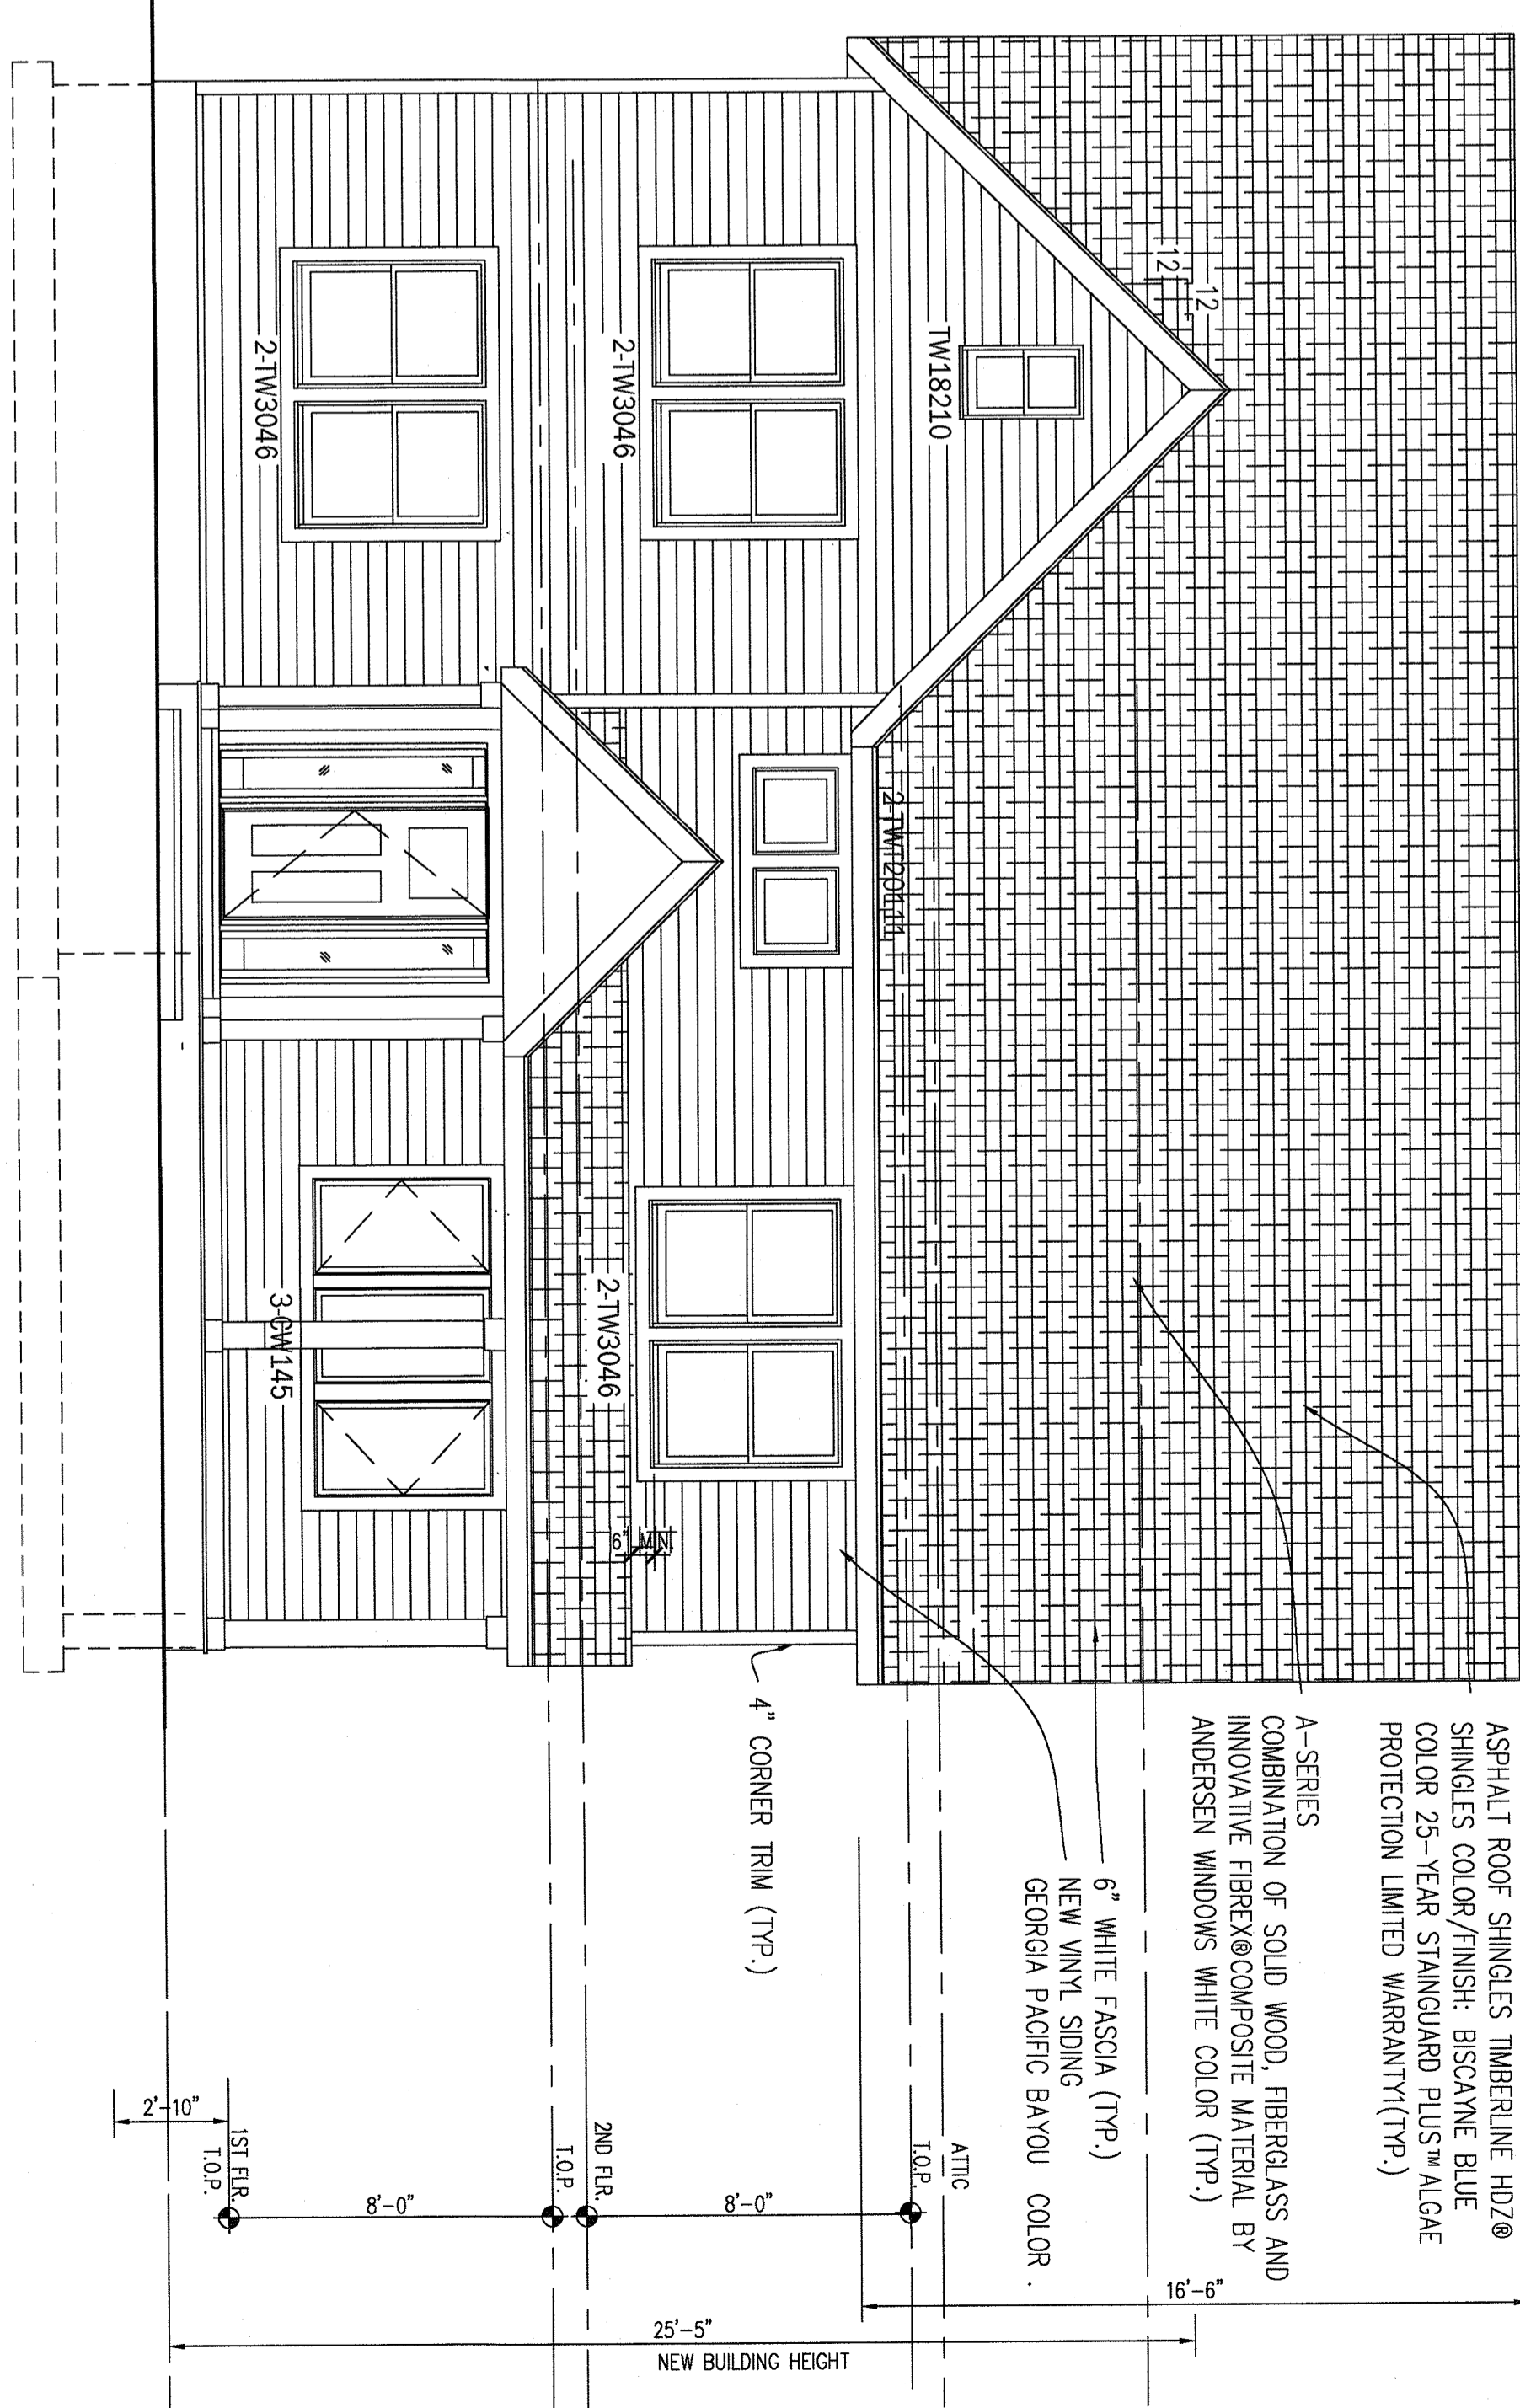 ASPHALT ROOF SHINGLES TIMBERLINE HDZ®
SHINGLES COLOR/FINISH: BISCAYNE BLUE
COLOR 25-YEAR STAINGUARD PLUS™ ALGAE
PROTECTION LIMITED WARRANTY1(TYP.)
A-SERIES
COMBINATION OF SOLID WOOD, FIBERGLASS AND
INNOVATIVE FIBREX®COMPOSITE MATERIAL BY
ANDERSEN WINDOWS WHITE COLOR (TYP.)
6" WHITE FASCIA (TYP.)
NEW VINYL SIDING
GEORGIA PACIFIC BAYOU COLOR .
4" CORNER TRIM (TYP.)
12
12
TW18210
2-TWT20111
2-TW3046
2-TW3046
2-TW3046
3-CW145
6" MIN.
ATTIC
T.O.P.
2ND FLR.
T.O.P.
1ST FLR.
T.O.P.
8'-0"
8'-0"
2'-10"
16'-6"
25'-5"
NEW BUILDING HEIGHT